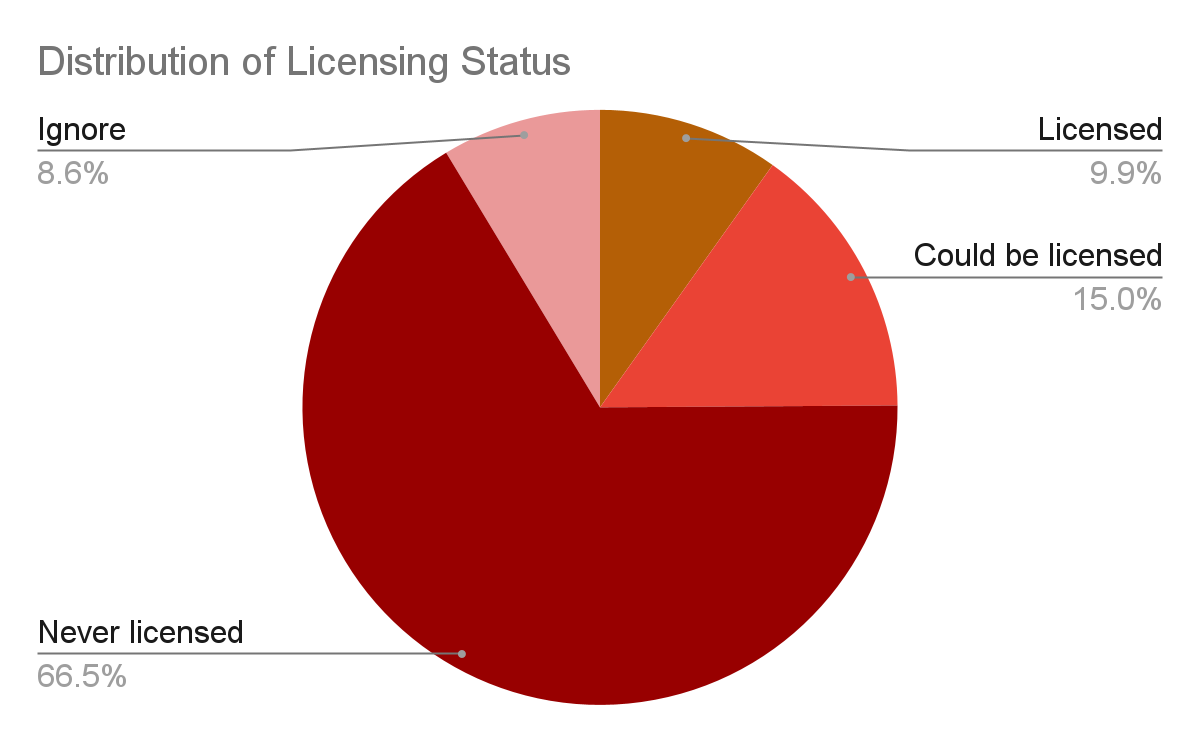 Distribution of Licensing Status
Ignore
8.6%
Licensed
9.9%
Could be licensed
15.0%
Never licensed
66.5%